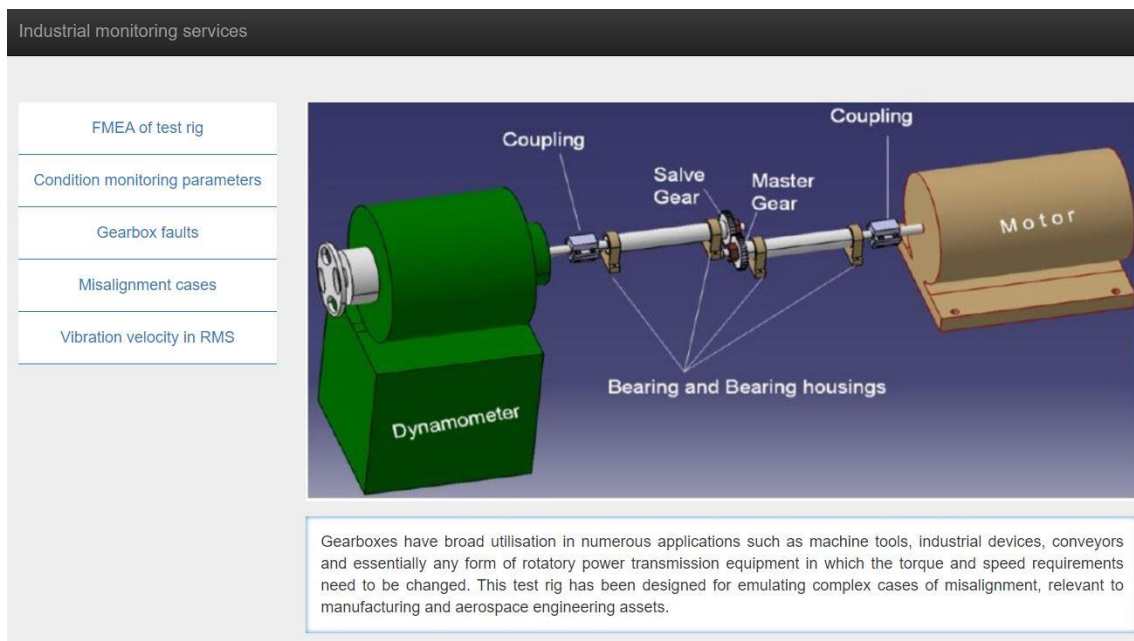 Industrial monitoring services
FMEA of test rig
Condition monitoring parameters
Gearbox faults
Misalignment cases
Vibration velocity in RMS
Coupling
Coupling
Salve
Gear
Master
Gear
Motor
Bearing and Bearing housings
Dynamometer
Gearboxes have broad utilisation in numerous applications such as machine tools, industrial devices, conveyors
and essentially any form of rotatory power transmission equipment in which the torque and speed requirements
need to be changed. This test rig has been designed for emulating complex cases of misalignment, relevant to
manufacturing and aerospace engineering assets.